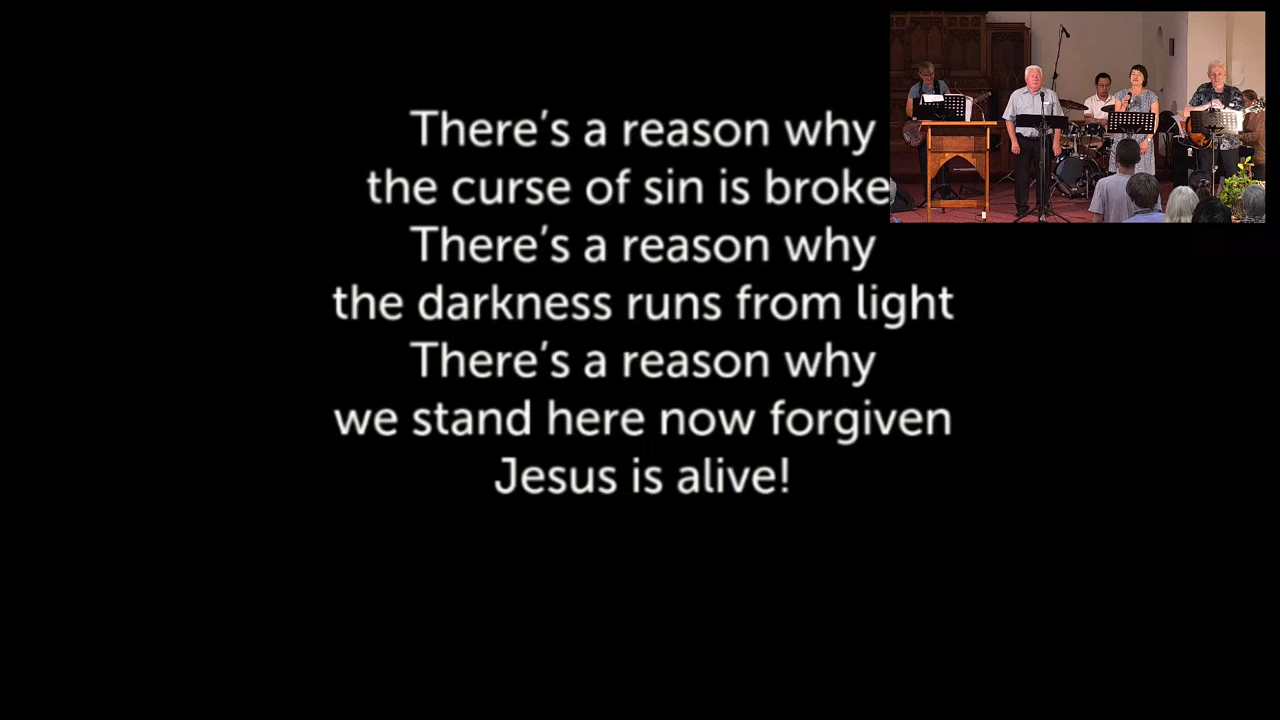 There's a reason why
the curse of sin is broke
There's a reason why
the darkness runs from light
There's a reason why
we stand here now forgiven
Jesus is alive!